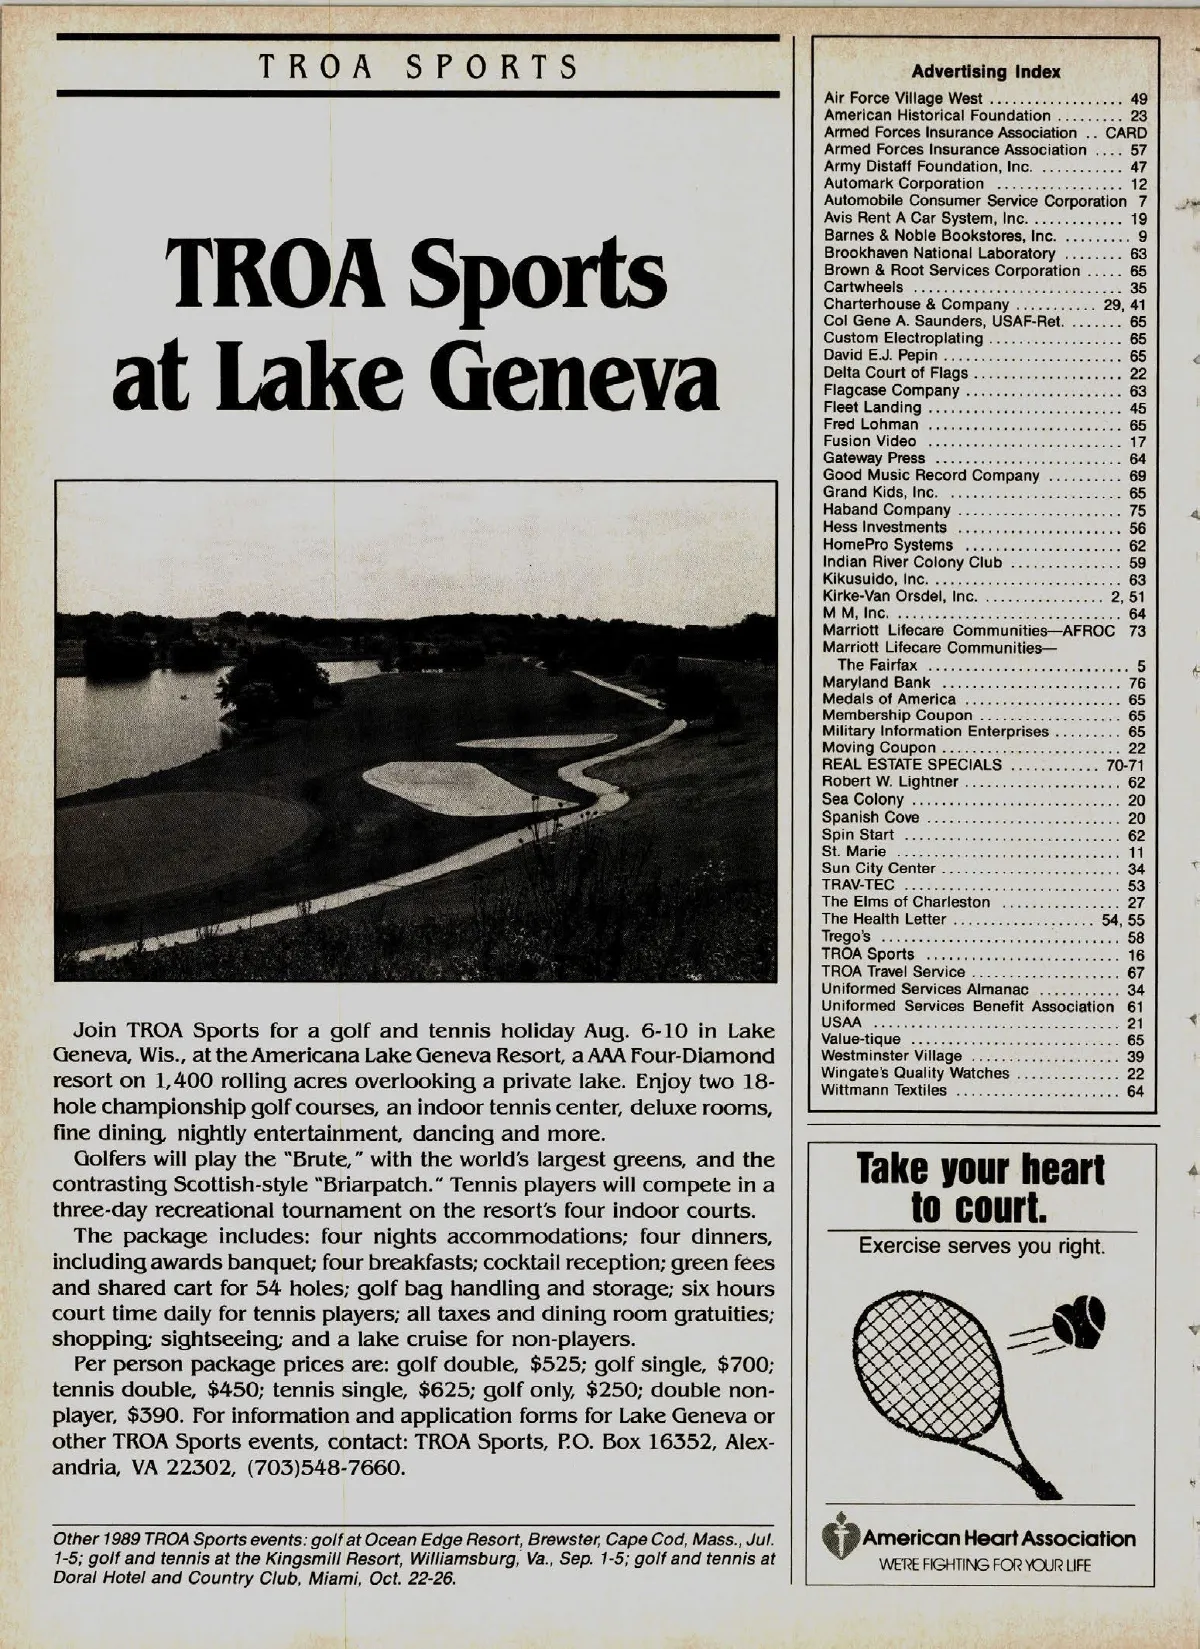 TROA SPORTS
TROA Sports
at Lake Geneva
Join TROA Sports for a golf and tennis holiday Aug. 6-10 in Lake
Geneva, Wis., at the Americana Lake Geneva Resort, a AAA Four-Diamond
resort on 1,400 rolling acres overlooking a private lake. Enjoy two 18-
hole championship golf courses, an indoor tennis center, deluxe rooms,
fine dining, nightly entertainment, dancing and more.
Golfers will play the "Brute," with the world's largest greens, and the
contrasting Scottish-style "Briarpatch." Tennis players will compete in a
three-day recreational tournament on the resort's four indoor courts.
The package includes: four nights accommodations; four dinners,
including awards banquet; four breakfasts; cocktail reception; green fees
and shared cart for 54 holes; golf bag handling and storage; six hours
court time daily for tennis players; all taxes and dining room gratuities;
shopping; sightseeing; and a lake cruise for non-players.
Per person package prices are: golf double, $525; golf single, $700;
tennis double, $450; tennis single, $625; golf only, $250; double non-
player, $390. For information and application forms for Lake Geneva or
other TROA Sports events, contact: TROA Sports, P.O. Box 16352, Alex-
andria, VA 22302, (703)548-7660.
Other 1989 TROA Sports events: golf at Ocean Edge Resort, Brewster, Cape Cod, Mass., Jul.
1-5; golf and tennis at the Kingsmill Resort, Williamsburg, Va., Sep. 1-5; golf and tennis at
Doral Hotel and Country Club, Miami, Oct. 22-26.
Advertising Index
Air Force Village West .................. 49
American Historical Foundation ......... 23
Armed Forces Insurance Association .. CARD
Armed Forces Insurance Association .... 57
Army Distaff Foundation, Inc. ........... 47
Automark Corporation ................. 12
Automobile Consumer Service Corporation 7
Avis Rent A Car System, Inc. ............ 19
Barnes & Noble Bookstores, Inc. ......... 9
Brookhaven National Laboratory ........ 63
Brown & Root Services Corporation ..... 65
Cartwheels ............................ 35
Charterhouse & Company ........... 29, 41
Col Gene A. Saunders, USAF-Ret. ....... 65
Custom Electroplating .................. 65
David E.J. Pepin ........................ 65
Delta Court of Flags .................... 22
Flagcase Company ..................... 63
Fleet Landing .......................... 45
Fred Lohman .......................... 65
Fusion Video .......................... 17
Gateway Press ......................... 64
Good Music Record Company .......... 69
Grand Kids, Inc. ....................... 65
Haband Company ...................... 75
Hess Investments ...................... 56
HomePro Systems ..................... 62
Indian River Colony Club ............... 59
Kikusuido, Inc. ......................... 63
Kirke-Van Orsdel, Inc. ................ 2, 51
M M, Inc. .............................. 64
Marriott Lifecare Communities—AFROC 73
Marriott Lifecare Communities—
The Fairfax ........................... 5
Maryland Bank ........................ 76
Medals of America ..................... 65
Membership Coupon ................... 65
Military Information Enterprises ......... 65
Moving Coupon ........................ 22
REAL ESTATE SPECIALS ............ 70-71
Robert W. Lightner ..................... 62
Sea Colony ............................ 20
Spanish Cove .......................... 20
Spin Start ............................. 62
St. Marie .............................. 11
Sun City Center ........................ 34
TRAV-TEC ............................. 53
The Elms of Charleston ................ 27
The Health Letter ................... 54, 55
Trego's ................................ 58
TROA Sports .......................... 16
TROA Travel Service .................... 67
Uniformed Services Almanac ........... 34
Uniformed Services Benefit Association 61
USAA ................................. 21
Value-tique ............................ 65
Westminster Village .................... 39
Wingate's Quality Watches .............. 22
Wittmann Textiles ...................... 64
Take your heart
to court.
Exercise serves you right.
American Heart Association
WE'RE FIGHTING FOR YOUR LIFE